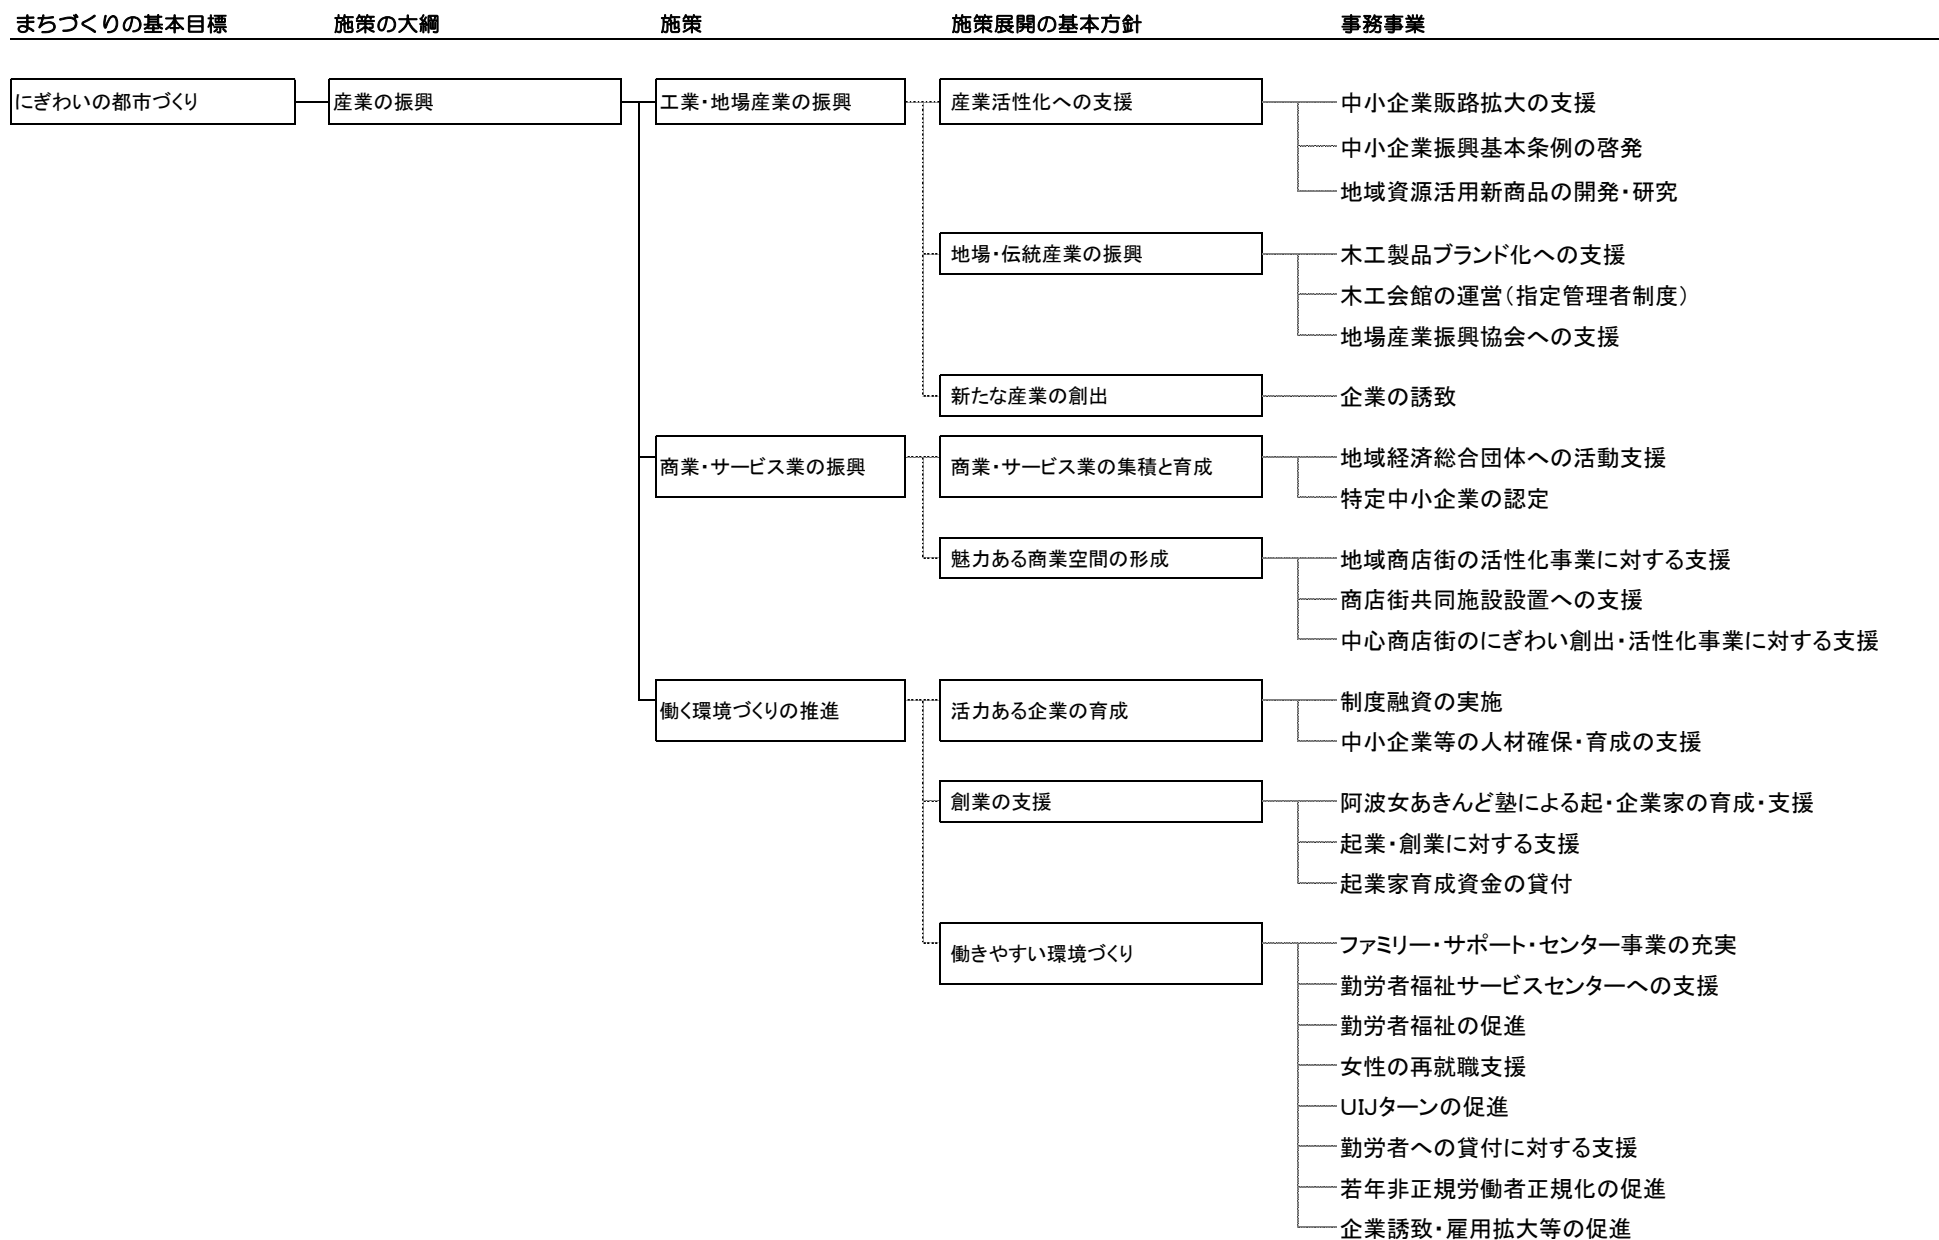 まちづくりの基本目標
施策の大綱
施策
施策展開の基本方針
事務事業
にぎわいの都市づくり
産業の振興
工業・地場産業の振興
産業活性化への支援
中小企業販路拡大の支援
中小企業振興基本条例の啓発
地域資源活用新商品の開発・研究
地場・伝統産業の振興
木工製品ブランド化への支援
木工会館の運営（指定管理者制度）
地場産業振興協会への支援
新たな産業の創出
企業の誘致
商業・サービス業の振興
商業・サービス業の集積と育成
地域経済総合団体への活動支援
特定中小企業の認定
魅力ある商業空間の形成
地域商店街の活性化事業に対する支援
商店街共同施設設置への支援
中心商店街のにぎわい創出・活性化事業に対する支援
働く環境づくりの推進
活力ある企業の育成
制度融資の実施
中小企業等の人材確保・育成の支援
創業の支援
阿波女あきんど塾による起・企業家の育成・支援
起業・創業に対する支援
起業家育成資金の貸付
働きやすい環境づくり
ファミリー・サポート・センター事業の充実
勤労者福祉サービスセンターへの支援
勤労者福祉の促進
女性の再就職支援
UIJターンの促進
勤労者への貸付に対する支援
若年非正規労働者正規化の促進
企業誘致・雇用拡大等の促進